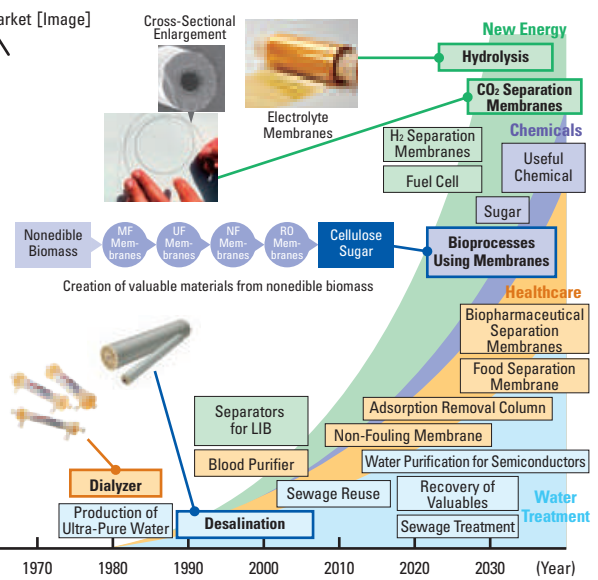 arket [Image]
Cross-Sectional
Enlargement
Electrolyte
Membranes
New Energy
Hydrolysis
CO₂ Separation
Membranes
Chemicals
H₂ Separation
Membranes
Useful
Chemical
Fuel Cell
Sugar
Nonedible
Biomass
MF
Mem-
branes
UF
Mem-
branes
NF
Mem-
branes
RO
Mem-
branes
Cellulose
Sugar
Bioprocesses
Using Membranes
Creation of valuable materials from nonedible biomass
Healthcare
Biopharmaceutical
Separation
Membranes
Food Separation
Membrane
Separators
for LIB
Adsorption Removal Column
Non-Fouling Membrane
Blood Purifier
Water Purification for Semiconductors
Dialyzer
Sewage Reuse
Recovery of
Valuables
Water
Treatment
Production of
Ultra-Pure Water
Desalination
Sewage Treatment
1970 1980 1990 2000 2010 2020 2030 (Year)